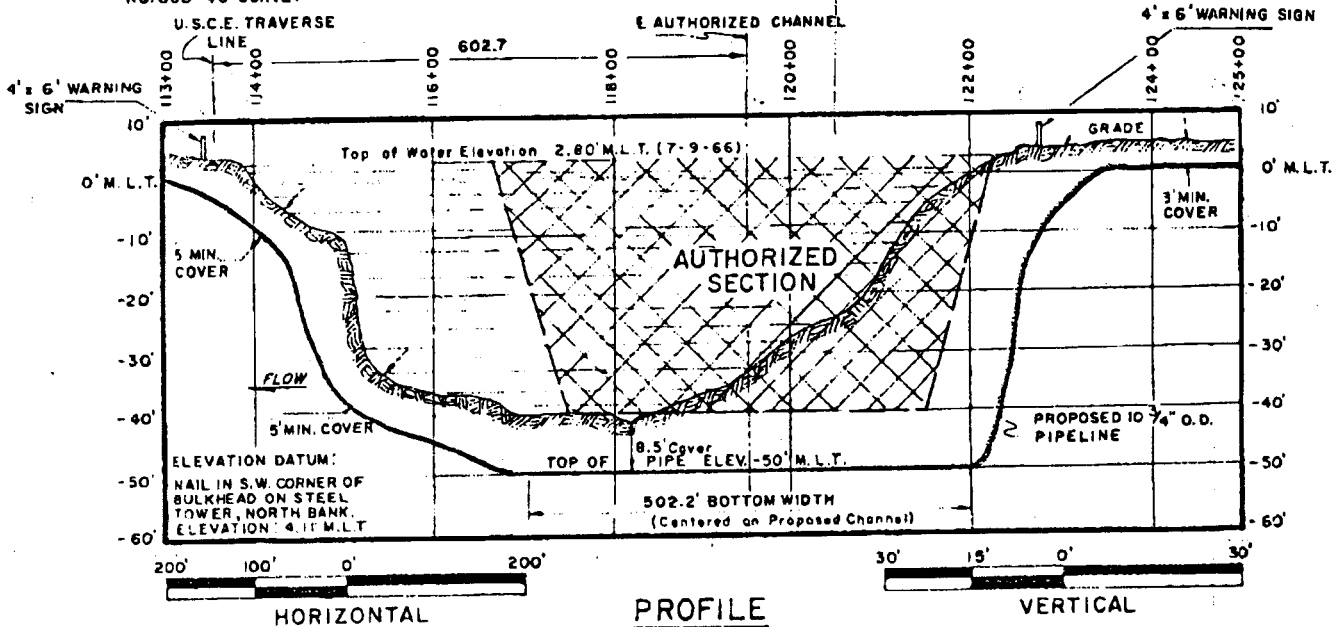 U.S.C.E. TRAVERSE
LINE
602.7
℄ AUTHORIZED CHANNEL
4' x 6' WARNING SIGN
4' x 6' WARNING
SIGN
113+00
114+00
116+00
118+00
120+00
122+00
124+00
125+00
10'
0' M.L.T.
-10'
-20'
-30'
-40'
-50'
-60'
10'
0' M.L.T.
-10'
-20'
-30'
-40'
-50'
-60'
Top of Water Elevation 2.80' M.L.T. (7-9-66)
GRADE
3' MIN.
COVER
5 MIN.
COVER
AUTHORIZED
SECTION
FLOW
5' MIN. COVER
PROPOSED 10 3/4" O.D.
PIPELINE
8.5' Cover
TOP OF PIPE ELEV. -50' M.L.T.
ELEVATION DATUM:
NAIL IN S.W. CORNER OF
BULKHEAD ON STEEL
TOWER, NORTH BANK.
ELEVATION: 4.11' M.L.T
502.2' BOTTOM WIDTH
(Centered on Proposed Channel)
200' 100' 0' 200'
HORIZONTAL
PROFILE
30' 15' 0' 30'
VERTICAL